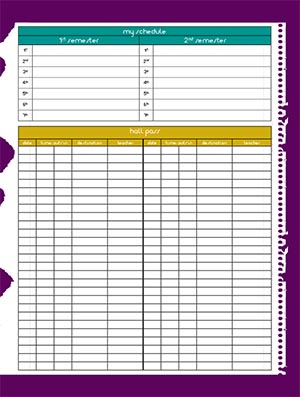 my schedule
1st semester 2nd semester
1st 1st
2nd 2nd
3rd 3rd
4th 4th
5th 5th
6th 6th
7th 7th
hall pass
date time out/in destination teacher date time out/in destination teacher